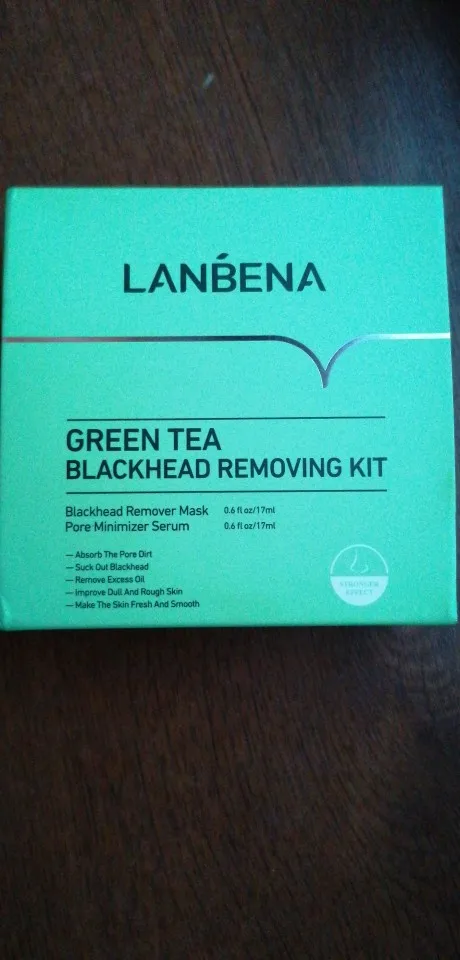 LANBÉNA
GREEN TEA
BLACKHEAD REMOVING KIT
Blackhead Remover Mask 0.6 fl oz/17ml
Pore Minimizer Serum 0.6 fl oz/17ml
— Absorb The Pore Dirt
— Suck Out Blackhead
— Remove Excess Oil
— Improve Dull And Rough Skin
— Make The Skin Fresh And Smooth
STRONGER
EFFECT